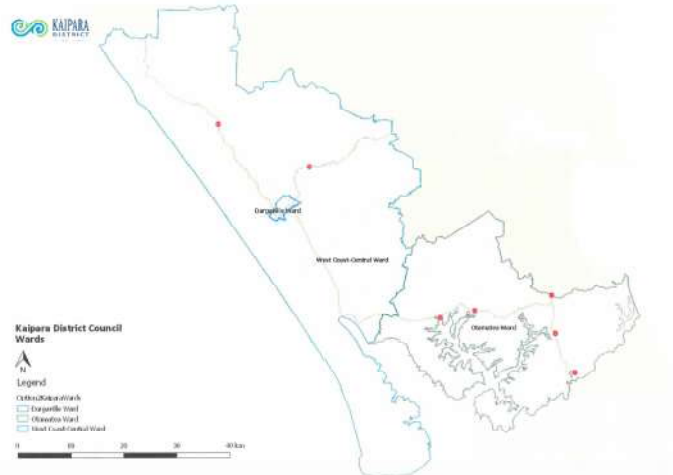 KAIPARA
DISTRICT
Dargaville Ward
West Coast-Central Ward
Otamatea Ward
Kaipara District Council
Wards
N
Legend
Dargaville Ward
Otamatea Ward
West Coast-Central Ward
0 10 20 30 40 km